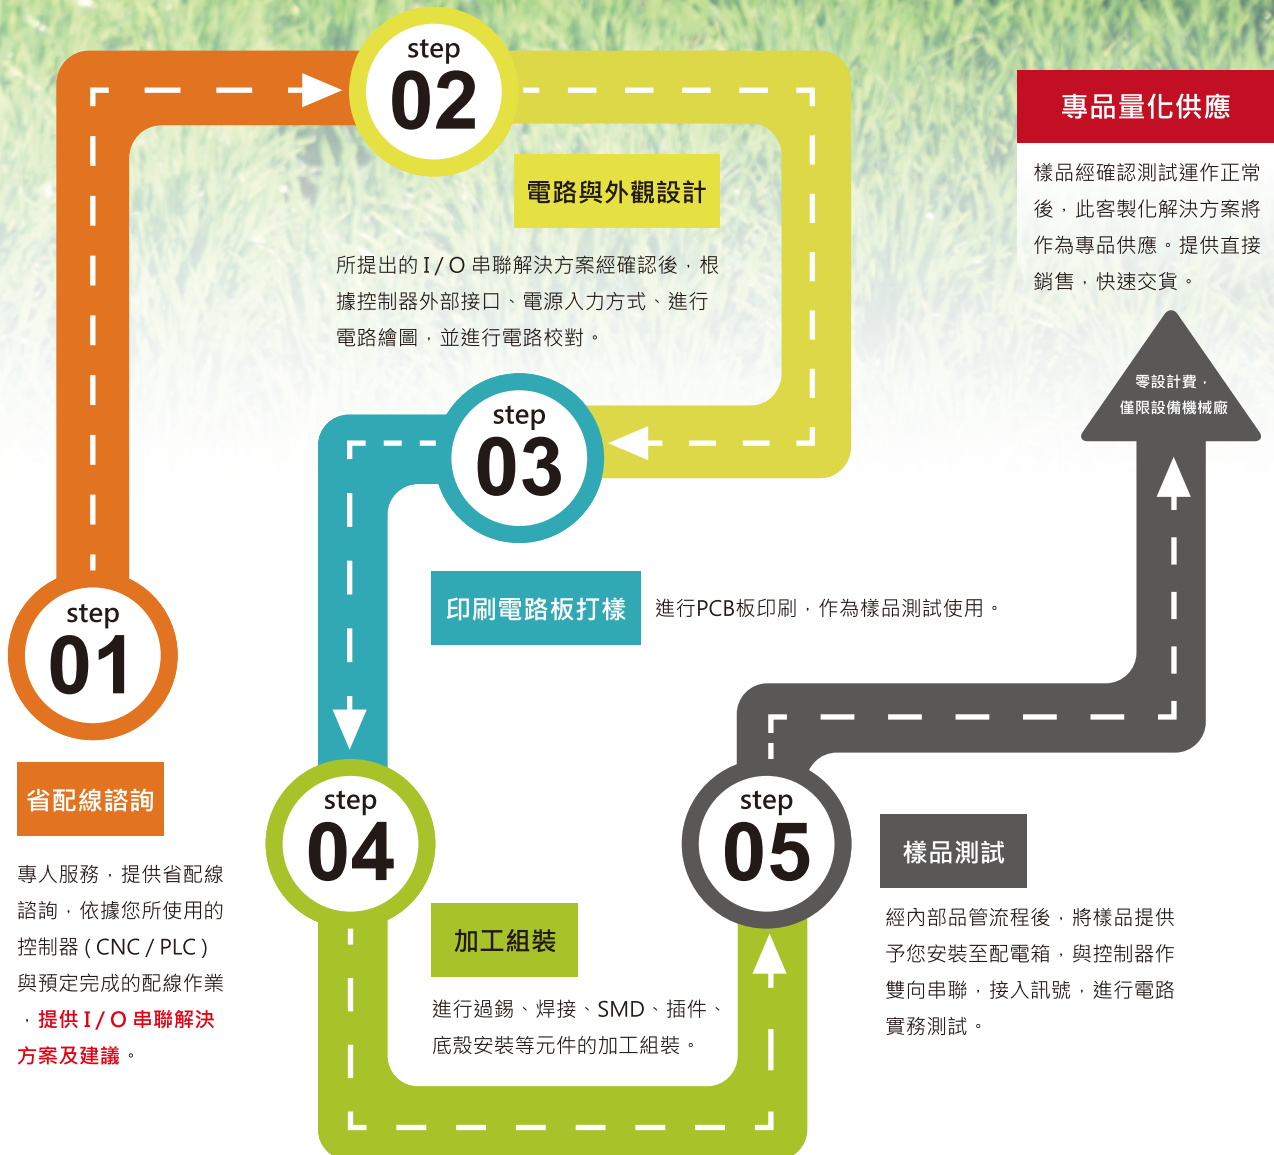 step
01
省配線諮詢
專人服務，提供省配線
諮詢，依據您所使用的
控制器 ( CNC / PLC )
與預定完成的配線作業
，提供 I / O 串聯解決
方案及建議。
step
02
電路與外觀設計
所提出的 I / O 串聯解決方案經確認後，根
據控制器外部接口、電源入力方式、進行
電路繪圖，並進行電路校對。
step
03
印刷電路板打樣
進行PCB板印刷，作為樣品測試使用。
step
04
加工組裝
進行過錫、焊接、SMD、插件、
底殼安裝等元件的加工組裝。
step
05
樣品測試
經內部品管流程後，將樣品提供
予您安裝至配電箱，與控制器作
雙向串聯，接入訊號，進行電路
實務測試。
零設計費，
僅限設備機械廠
專品量化供應
樣品經確認測試運作正常
後，此客製化解決方案將
作為專品供應。提供直接
銷售，快速交貨。